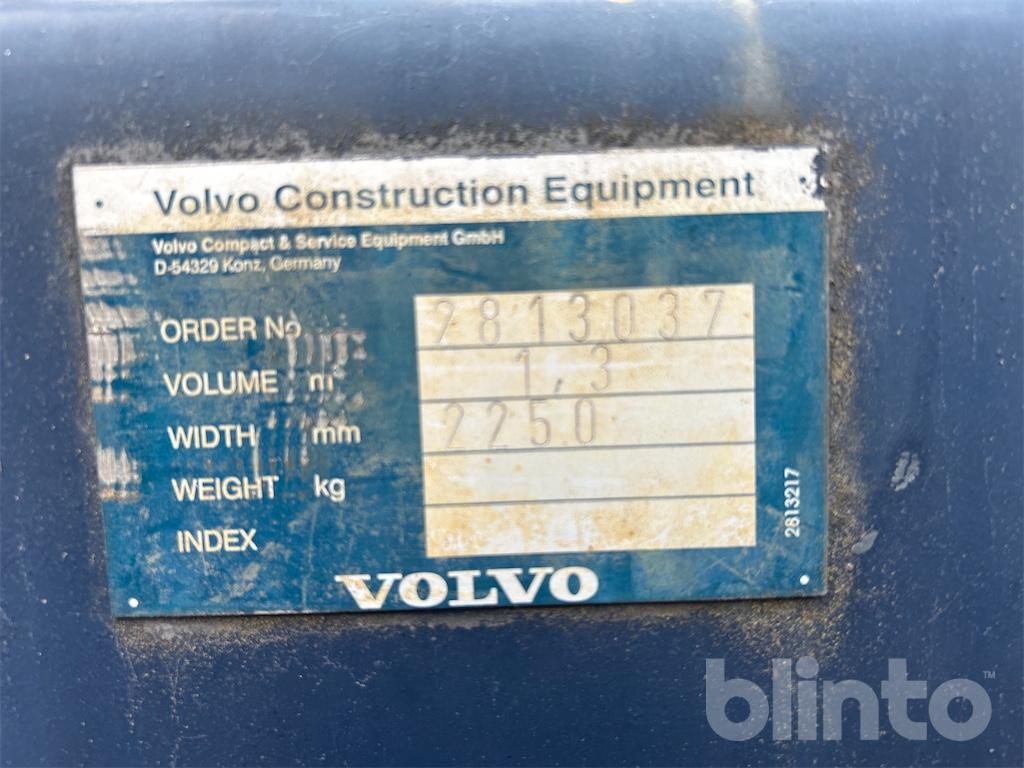 Volvo Construction Equipment
Volvo Compact & Service Equipment GmbH
D-54329 Konz, Germany
ORDER No 2813037
VOLUME m³ 1,3
WIDTH mm 2250
WEIGHT kg
INDEX
2813217
VOLVO
blinto™